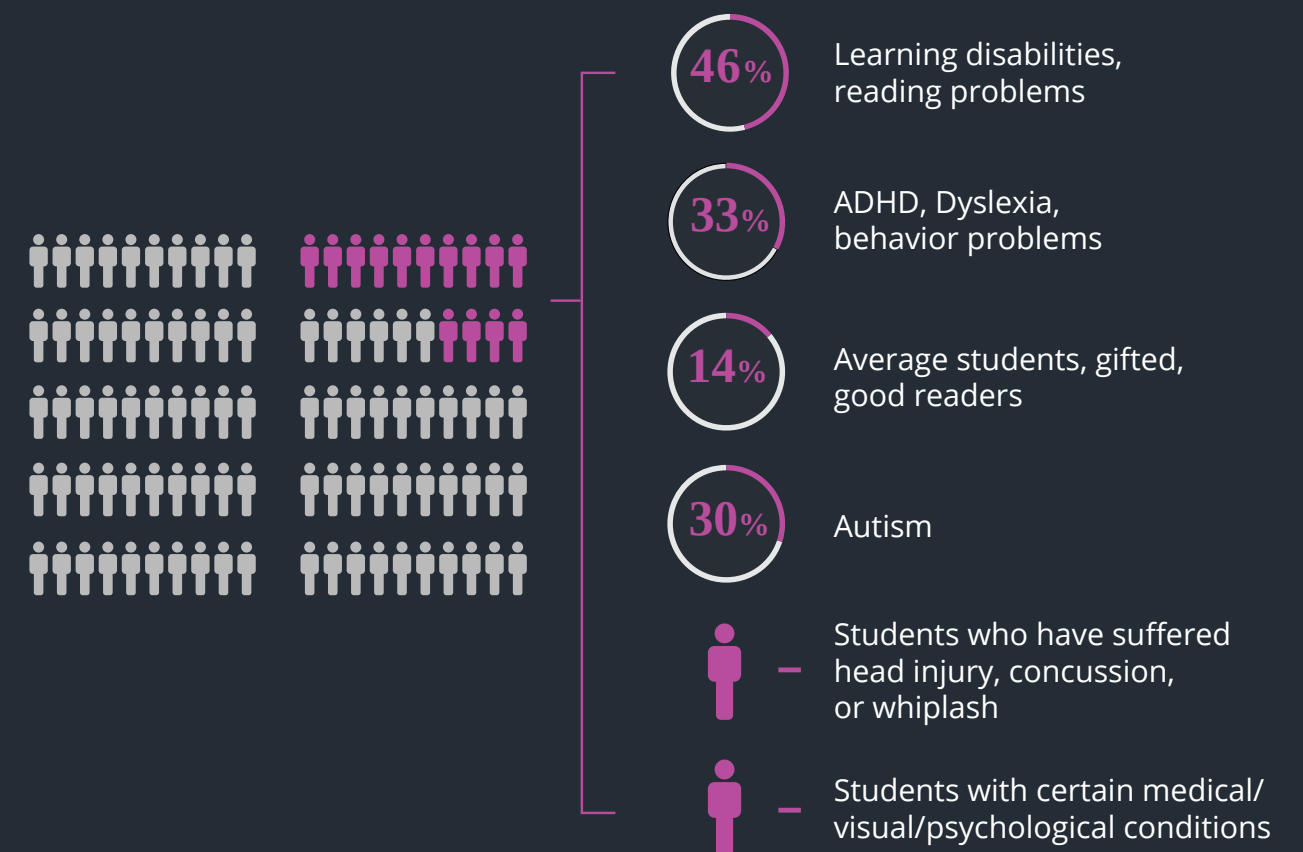 46%
Learning disabilities,
reading problems
33%
ADHD, Dyslexia,
behavior problems
14%
Average students, gifted,
good readers
30%
Autism
Students who have suffered
head injury, concussion,
or whiplash
Students with certain medical/
visual/psychological conditions